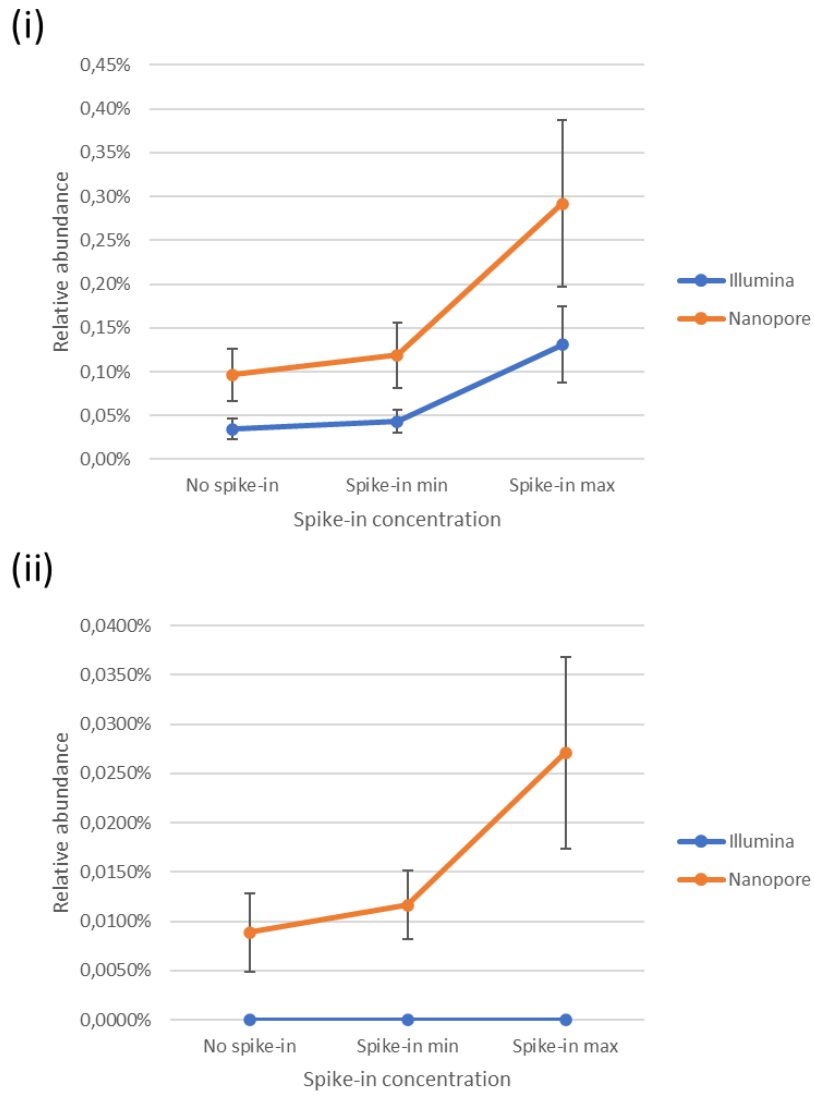 (i)
0,45%
0,40%
0,35%
0,30%
0,25%
0,20%
0,15%
0,10%
0,05%
0,00%
Relative abundance
No spike-in Spike-in min Spike-in max
Spike-in concentration
Illumina
Nanopore
(ii)
0,0400%
0,0350%
0,0300%
0,0250%
0,0200%
0,0150%
0,0100%
0,0050%
0,0000%
Relative abundance
No spike-in Spike-in min Spike-in max
Spike-in concentration
Illumina
Nanopore